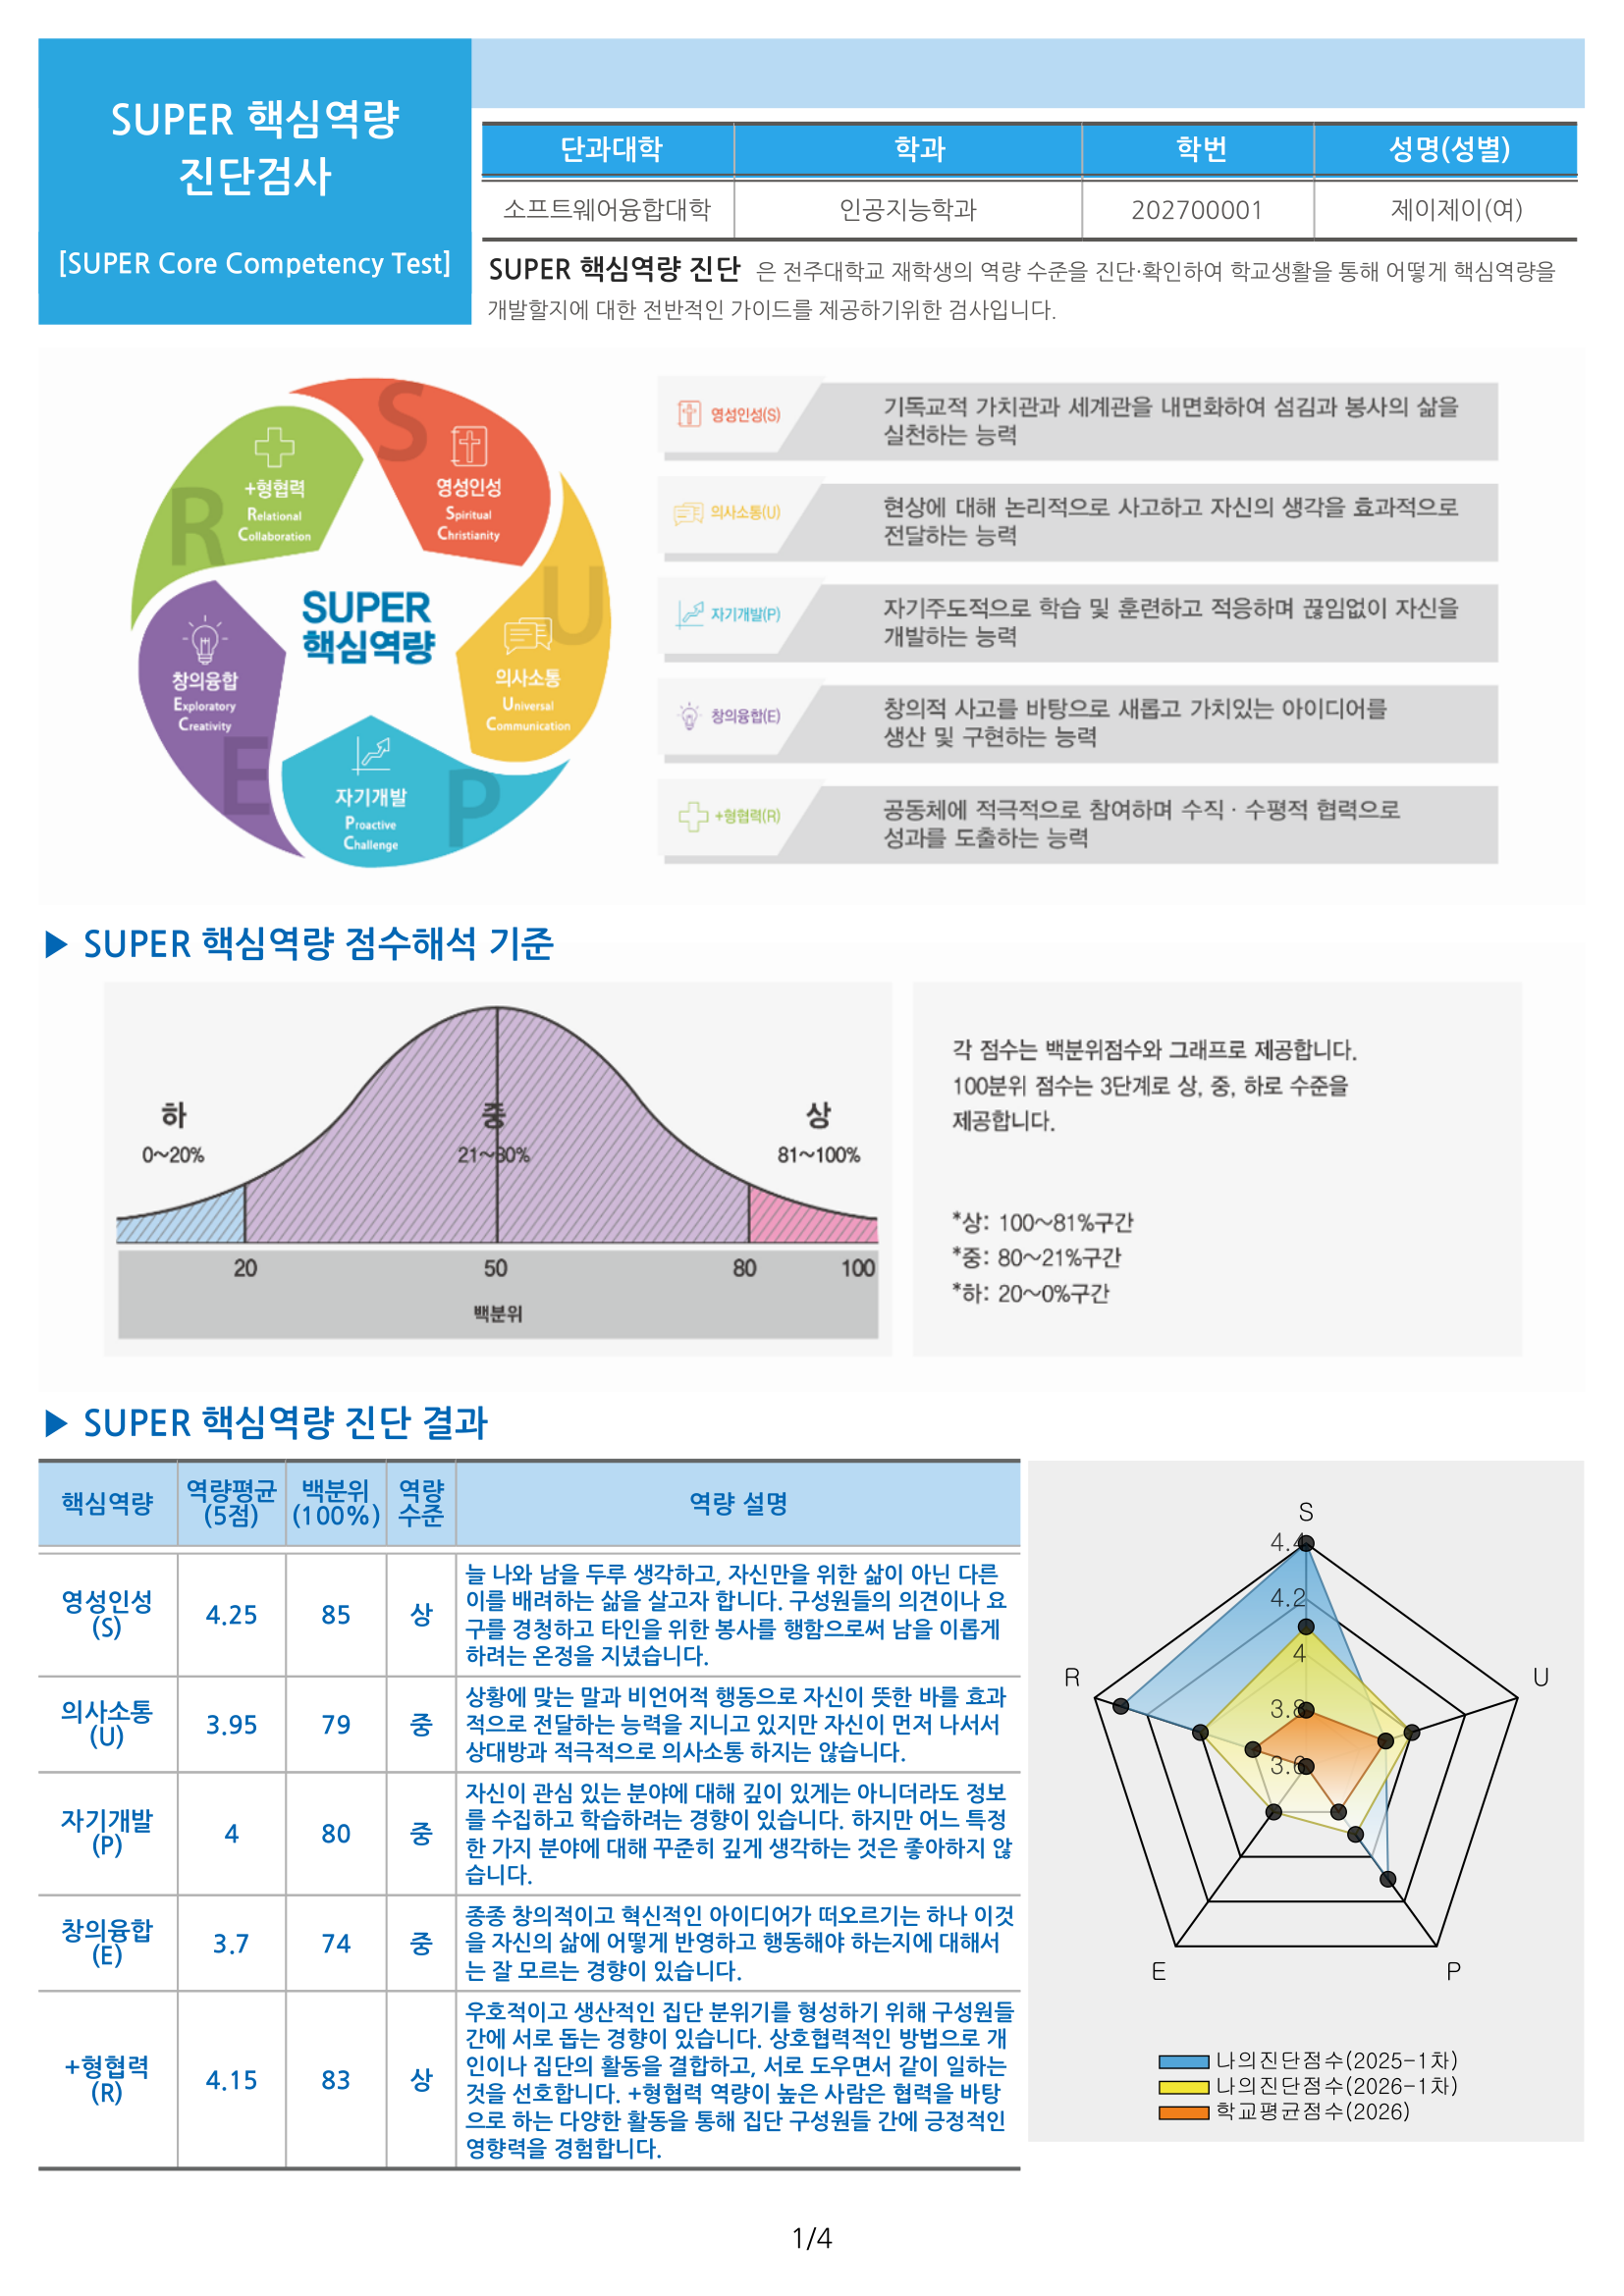 SUPER 핵심역량
진단검사
[SUPER Core Competency Test]
단과대학 학과 학번 성명(성별)
소프트웨어융합대학 인공지능학과 202700001 제이제이(여)
SUPER 핵심역량 진단 은 전주대학교 재학생의 역량 수준을 진단·확인하여 학교생활을 통해 어떻게 핵심역량을
개발할지에 대한 전반적인 가이드를 제공하기위한 검사입니다.
S
영성인성
Spiritual
Christianity
U
의사소통
Universal
Communication
P
자기개발
Proactive
Challenge
E
창의융합
Exploratory
Creativity
R
+형협력
Relational
Collaboration
SUPER
핵심역량
영성인성(S)
기독교적 가치관과 세계관을 내면화하여 섬김과 봉사의 삶을
실천하는 능력
의사소통(U)
현상에 대해 논리적으로 사고하고 자신의 생각을 효과적으로
전달하는 능력
자기개발(P)
자기주도적으로 학습 및 훈련하고 적응하며 끊임없이 자신을
개발하는 능력
창의융합(E)
창의적 사고를 바탕으로 새롭고 가치있는 아이디어를
생산 및 구현하는 능력
+형협력(R)
공동체에 적극적으로 참여하며 수직 · 수평적 협력으로
성과를 도출하는 능력
▶ SUPER 핵심역량 점수해석 기준
하 중 상
0~20% 21~80% 81~100%
20 50 80 100
백분위
각 점수는 백분위점수와 그래프로 제공합니다.
100분위 점수는 3단계로 상, 중, 하로 수준을
제공합니다.
*상: 100~81%구간
*중: 80~21%구간
*하: 20~0%구간
▶ SUPER 핵심역량 진단 결과
핵심역량 역량평균 백분위 역량 역량 설명
(5점) (100%) 수준
영성인성
(S)
4.25 85 상
늘 나와 남을 두루 생각하고, 자신만을 위한 삶이 아닌 다른
이를 배려하는 삶을 살고자 합니다. 구성원들의 의견이나 요
구를 경청하고 타인을 위한 봉사를 행함으로써 남을 이롭게
하려는 온정을 지녔습니다.
의사소통
(U)
3.95 79 중
상황에 맞는 말과 비언어적 행동으로 자신이 뜻한 바를 효과
적으로 전달하는 능력을 지니고 있지만 자신이 먼저 나서서
상대방과 적극적으로 의사소통 하지는 않습니다.
자기개발
(P)
4 80 중
자신이 관심 있는 분야에 대해 깊이 있게는 아니더라도 정보
를 수집하고 학습하려는 경향이 있습니다. 하지만 어느 특정
한 가지 분야에 대해 꾸준히 깊게 생각하는 것은 좋아하지 않
습니다.
창의융합
(E)
3.7 74 중
종종 창의적이고 혁신적인 아이디어가 떠오르기는 하나 이것
을 자신의 삶에 어떻게 반영하고 행동해야 하는지에 대해서
는 잘 모르는 경향이 있습니다.
+형협력
(R)
4.15 83 상
우호적이고 생산적인 집단 분위기를 형성하기 위해 구성원들
간에 서로 돕는 경향이 있습니다. 상호협력적인 방법으로 개
인이나 집단의 활동을 결합하고, 서로 도우면서 같이 일하는
것을 선호합니다. +형협력 역량이 높은 사람은 협력을 바탕
으로 하는 다양한 활동을 통해 집단 구성원들 간에 긍정적인
영향력을 경험합니다.
S
4.4
4.2
4
3.8
3.6
R
U
E
P
나의진단점수(2025-1차)
나의진단점수(2026-1차)
학교평균점수(2026)
1/4